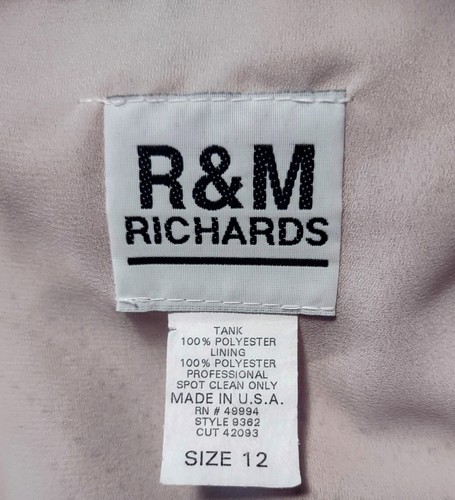 R&M
RICHARDS
TANK
100% POLYESTER
LINING
100% POLYESTER
PROFESSIONAL
SPOT CLEAN ONLY
MADE IN U.S.A.
RN # 49994
STYLE 9362
CUT 42093
SIZE 12